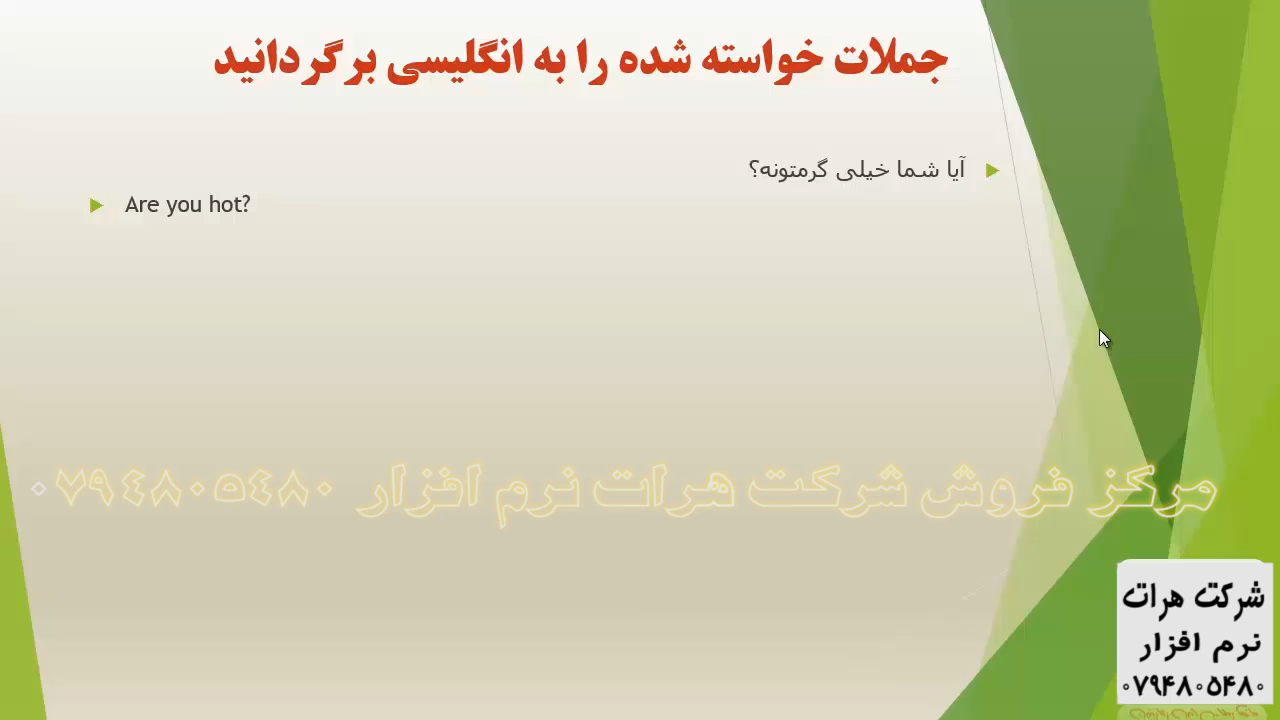 جملات خواسته شده را به انگلیسی برگردانید
آیا شما خیلی گرمتونه؟
Are you hot?
مرکز فروش شرکت هرات نرم افزار ۰۷۹۴۸۰۵۴۸۰
شرکت هرات
نرم افزار
۰۷۹۴۸۰۵۴۸۰